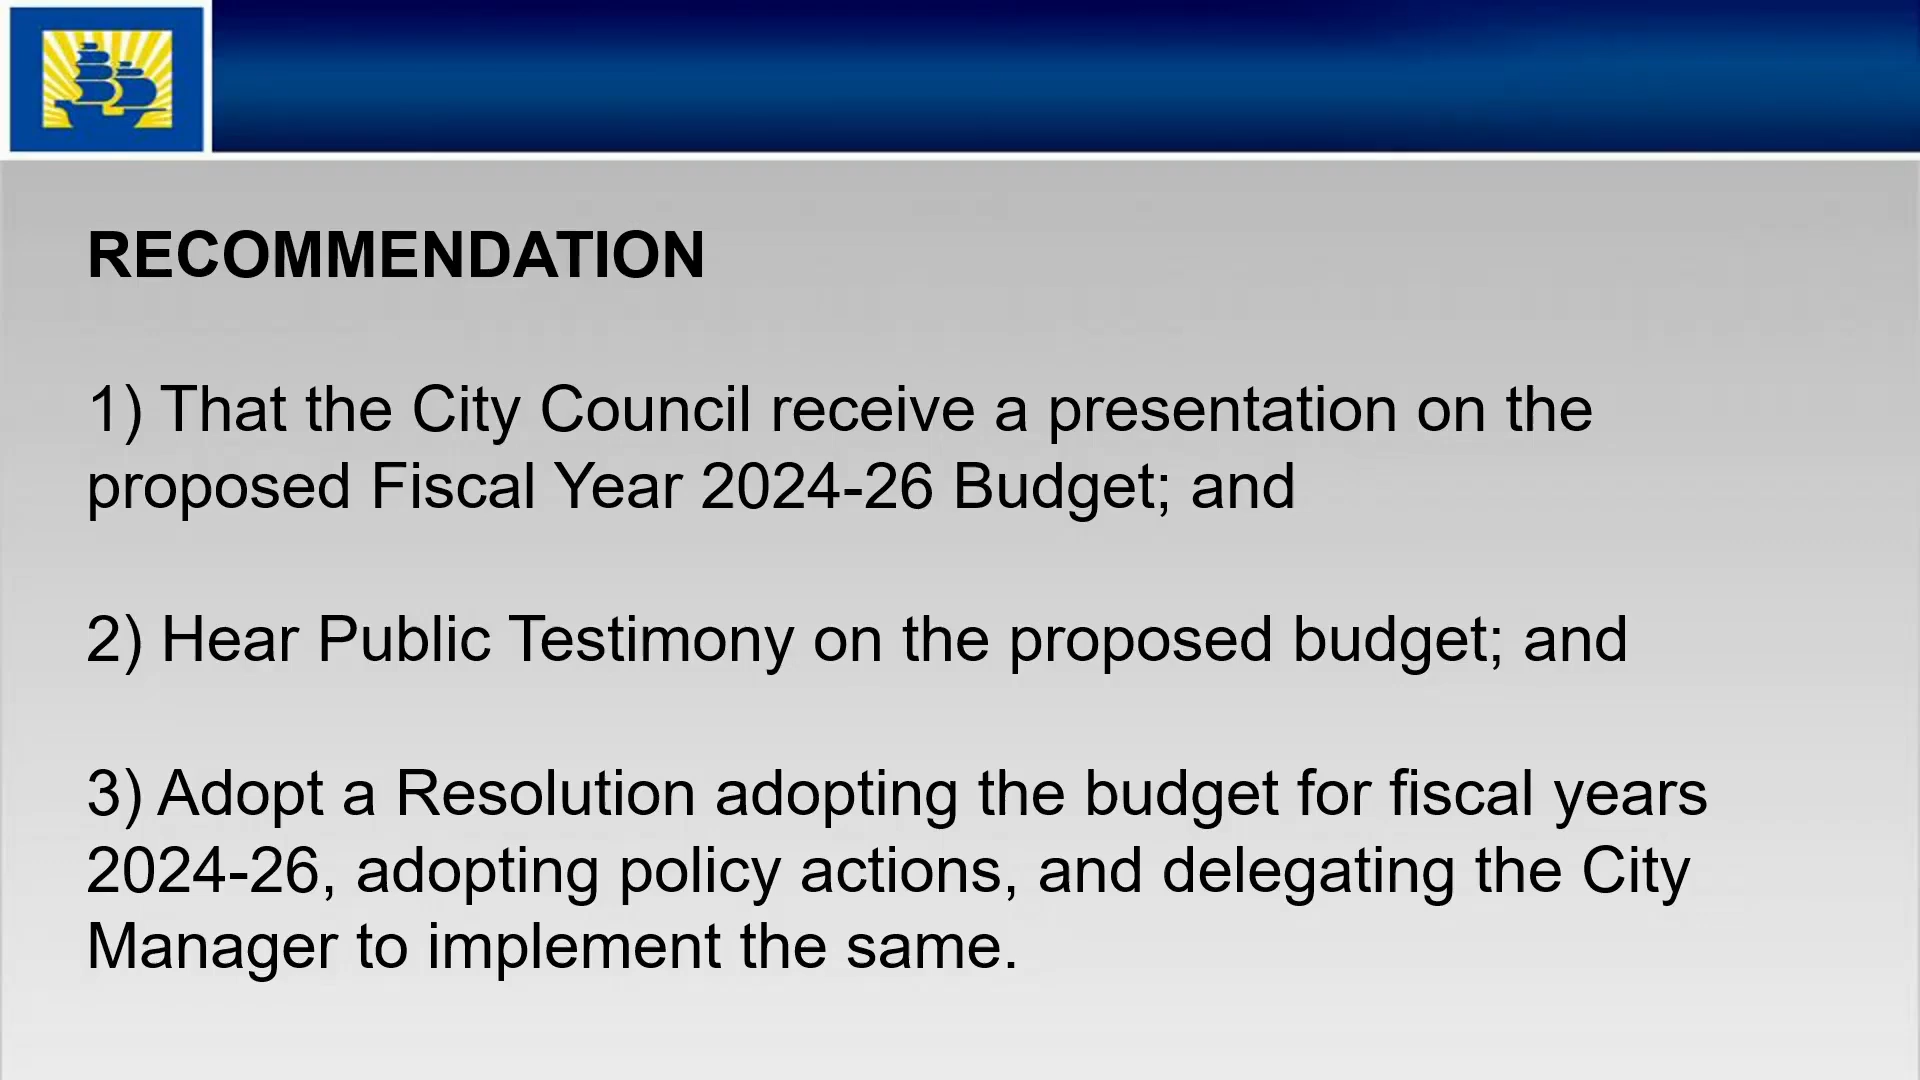 RECOMMENDATION
1) That the City Council receive a presentation on the
proposed Fiscal Year 2024-26 Budget; and
2) Hear Public Testimony on the proposed budget; and
3) Adopt a Resolution adopting the budget for fiscal years
2024-26, adopting policy actions, and delegating the City
Manager to implement the same.